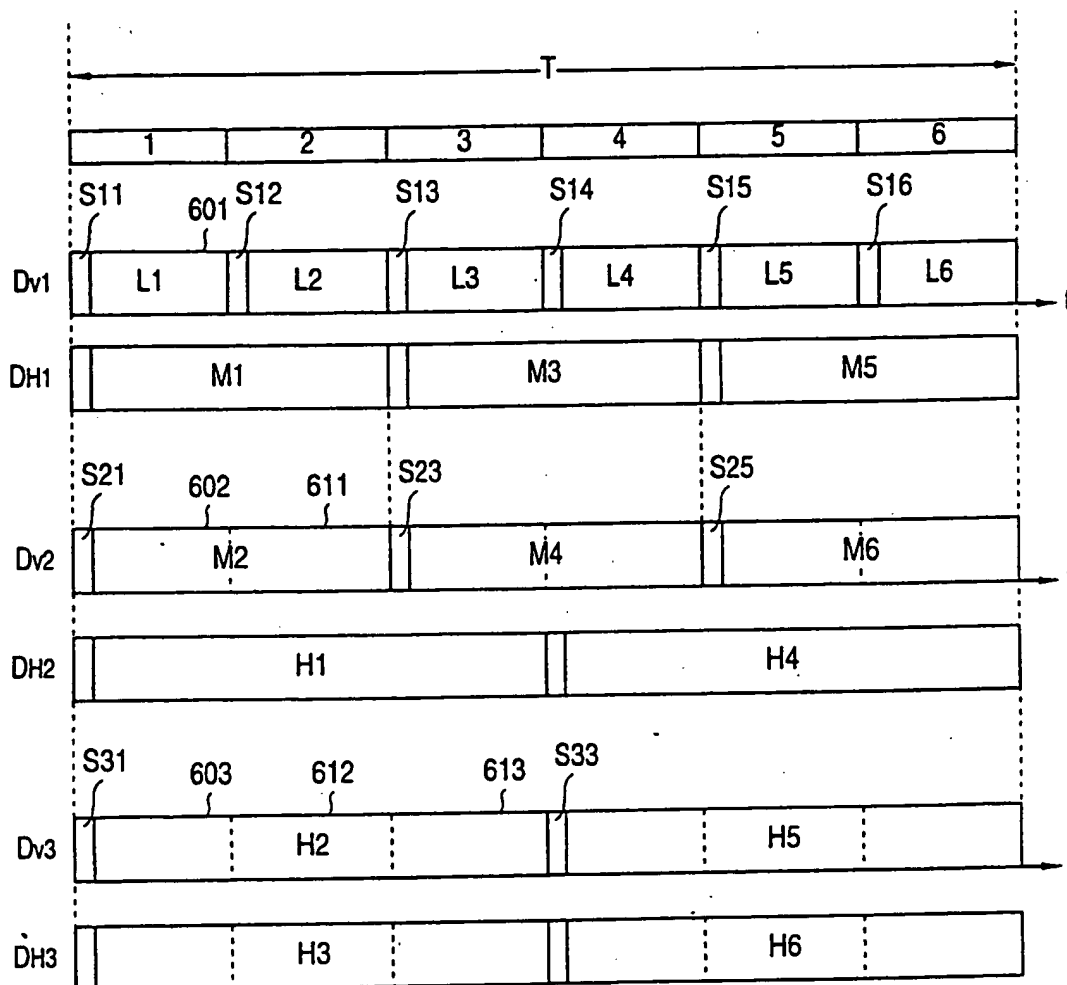 T
1 2 3 4 5 6
S11 601 S12 S13 S14 S15 S16
Dv1 L1 L2 L3 L4 L5 L6 t
DH1 M1 M3 M5
S21 602 611 S23 S25
Dv2 M2 M4 M6
DH2 H1 H4
S31 603 612 613 S33
Dv3 H2 H5
DH3 H3 H6